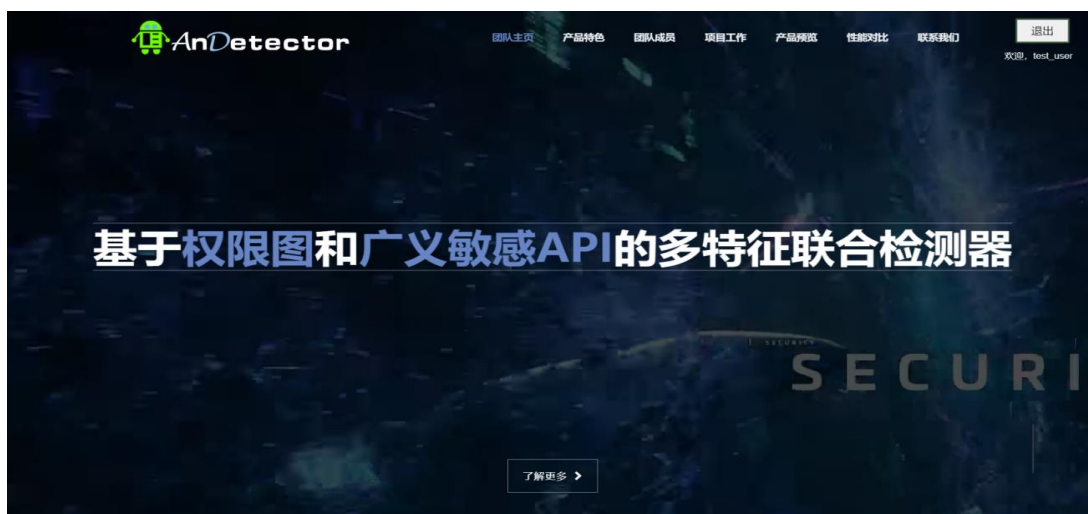 AnDetector
团队主页 产品特色 团队成员 项目工作 产品预览 性能对比 联系我们 退出
欢迎，test_user
基于权限图和广义敏感API的多特征联合检测器
SECURITY
SECURI
了解更多